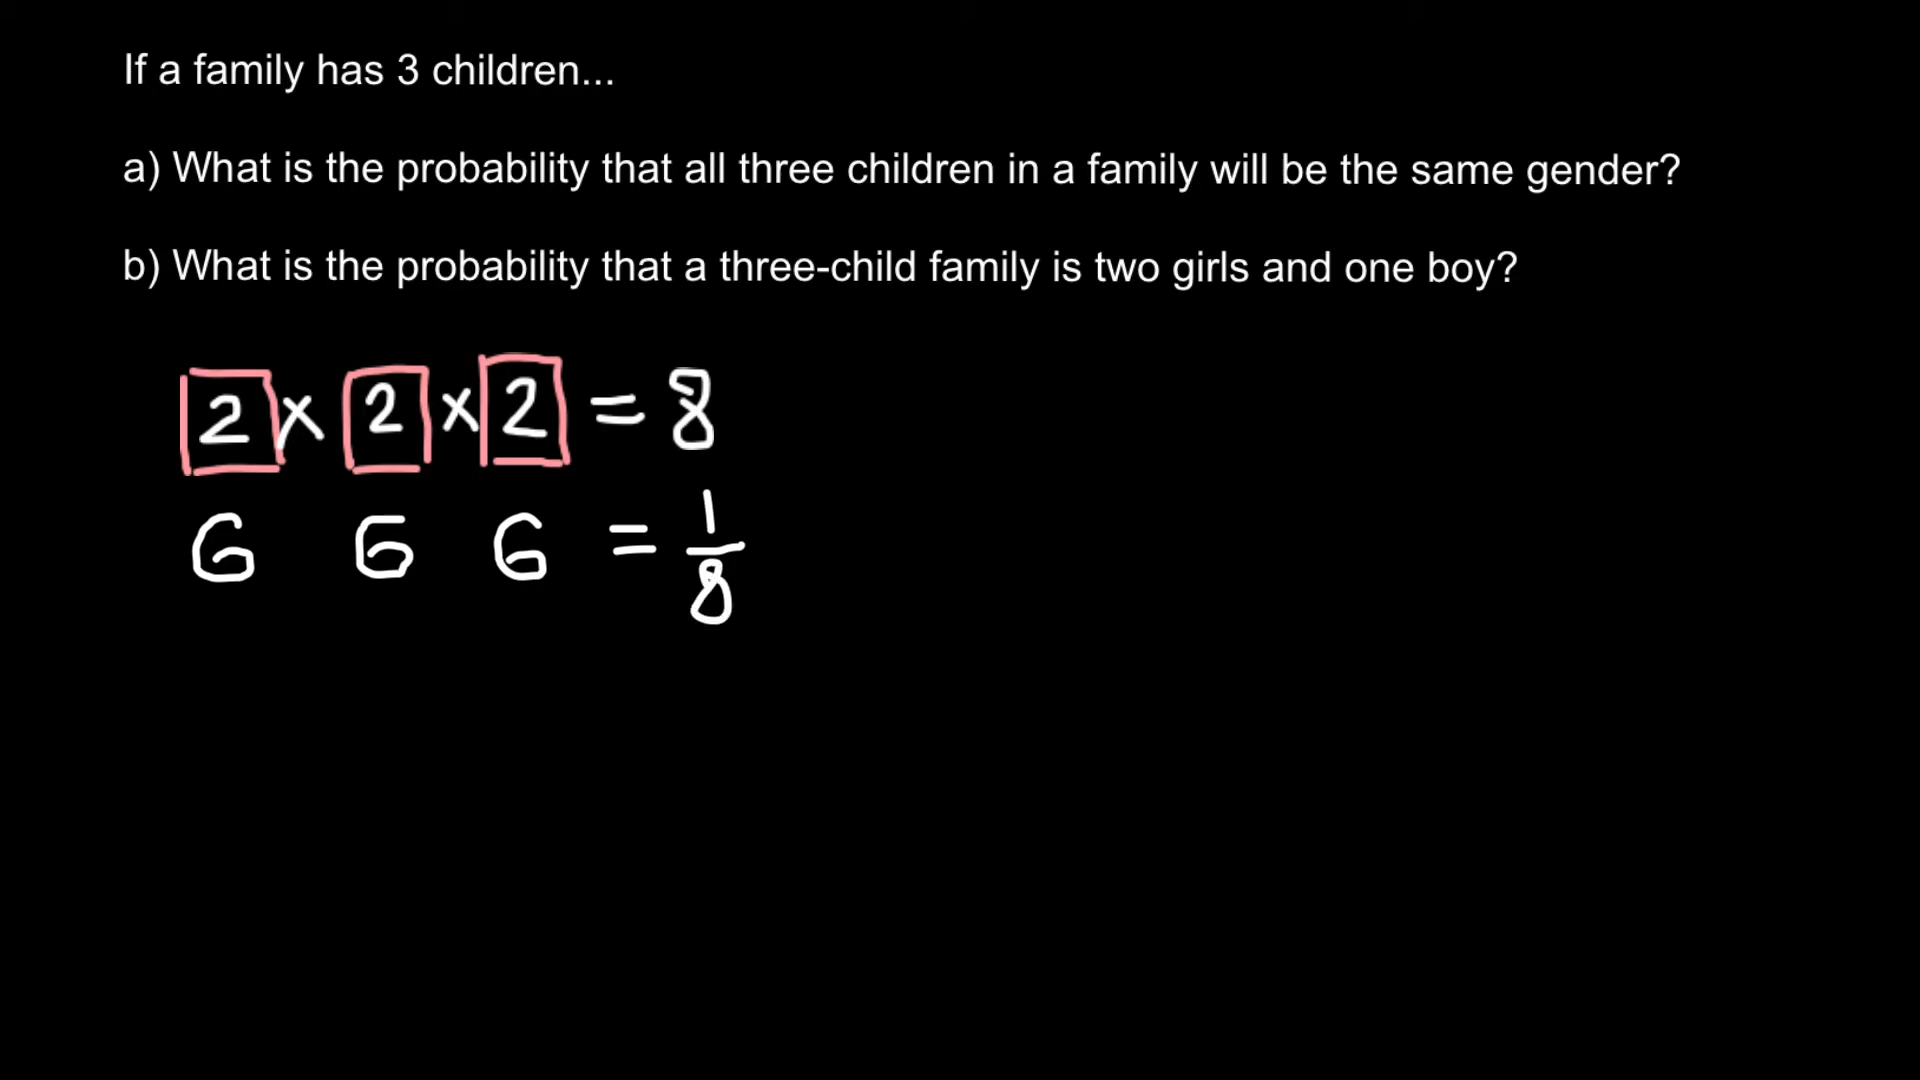 If a family has 3 children...
a) What is the probability that all three children in a family will be the same gender?
b) What is the probability that a three-child family is two girls and one boy?
2 x 2 x 2 = 8
G G G = 1/8